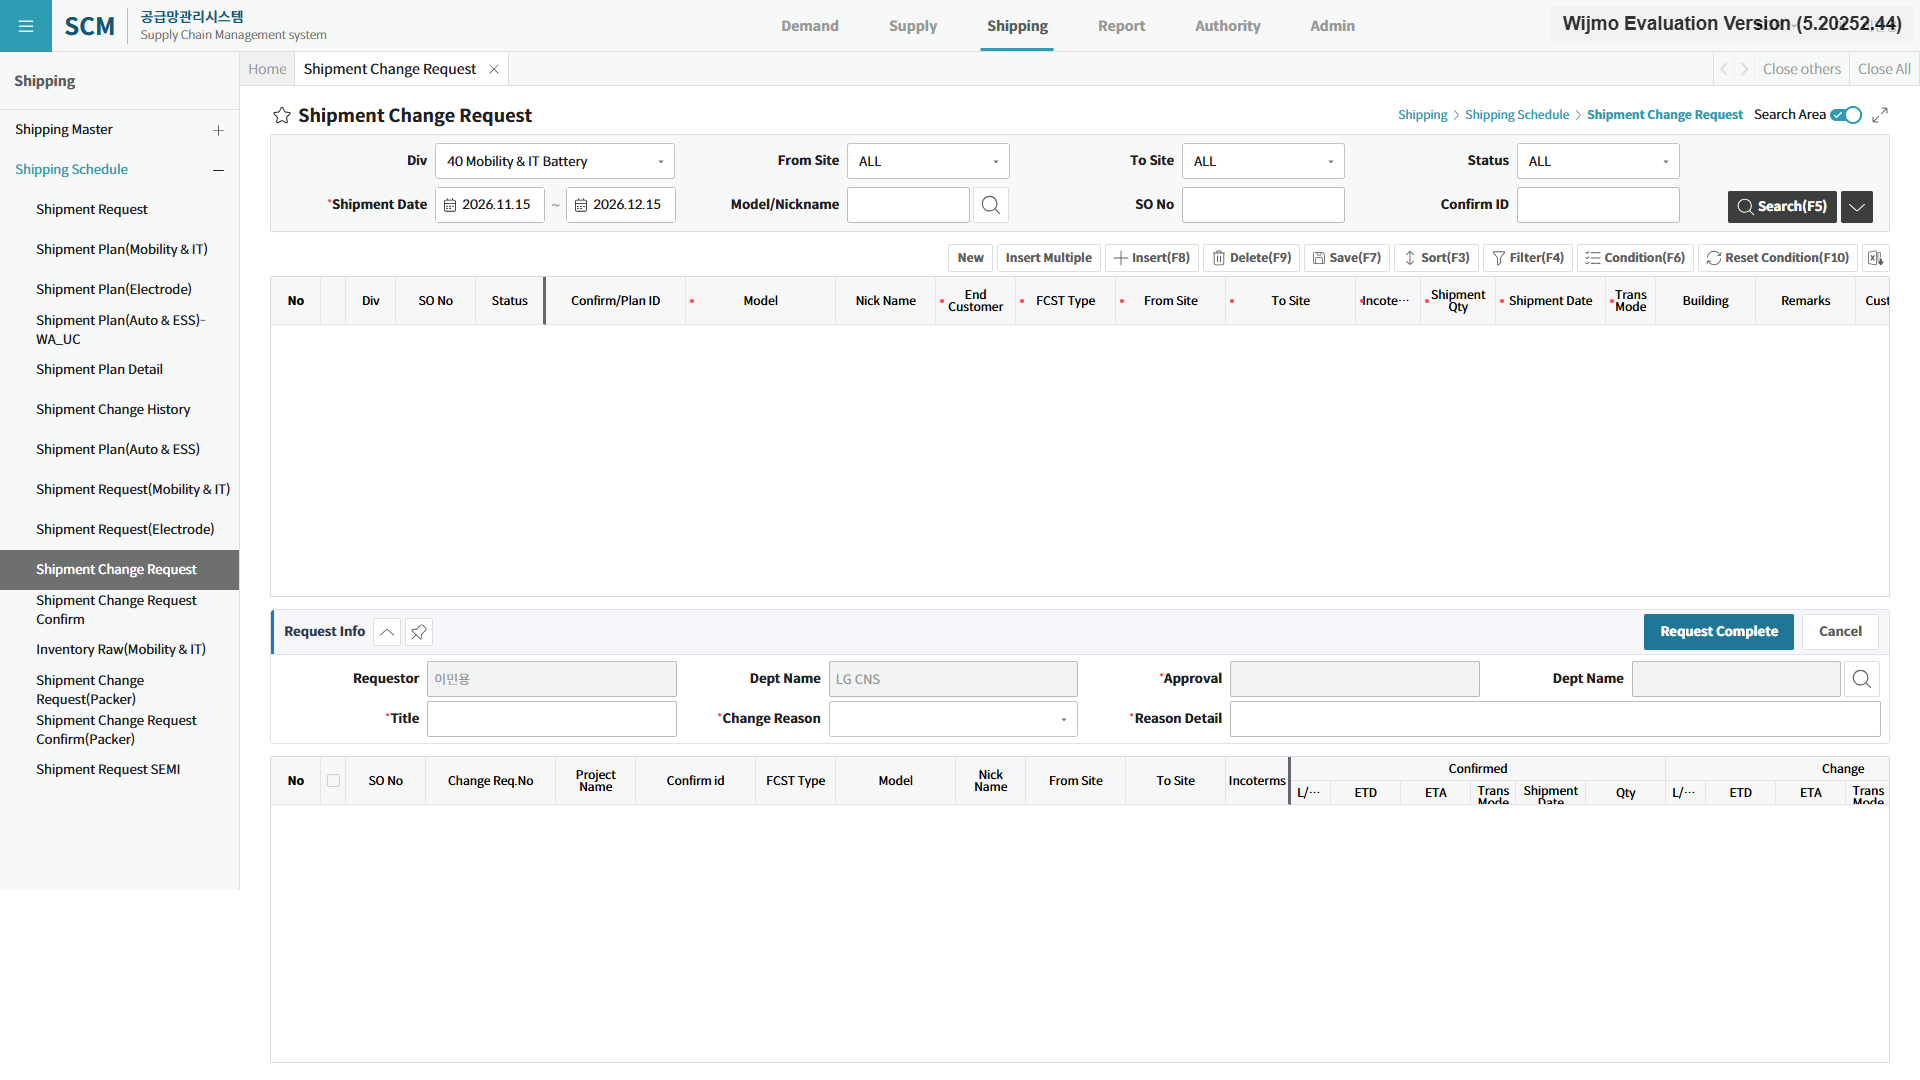 SCM
공급망관리시스템
Supply Chain Management system
Demand
Supply
Shipping
Report
Authority
Admin
Wijmo Evaluation Version (5.20252.44)
Shipping
Home
Shipment Change Request
Close others
Close All
Shipping Master
Shipping Schedule
Shipment Request
Shipment Plan(Mobility & IT)
Shipment Plan(Electrode)
Shipment Plan(Auto & ESS)-
WA_UC
Shipment Plan Detail
Shipment Change History
Shipment Plan(Auto & ESS)
Shipment Request(Mobility & IT)
Shipment Request(Electrode)
Shipment Change Request
Shipment Change Request
Confirm
Inventory Raw(Mobility & IT)
Shipment Change
Request(Packer)
Shipment Change Request
Confirm(Packer)
Shipment Request SEMI
Shipment Change Request
Shipping > Shipping Schedule > Shipment Change Request
Search Area
Div
40 Mobility & IT Battery
From Site
ALL
To Site
ALL
Status
ALL
*Shipment Date
2026.11.15 ~ 2026.12.15
Model/Nickname
SO No
Confirm ID
Search(F5)
New
Insert Multiple
Insert(F8)
Delete(F9)
Save(F7)
Sort(F3)
Filter(F4)
Condition(F6)
Reset Condition(F10)
No
Div
SO No
Status
Confirm/Plan ID
Model
Nick Name
End
Customer
FCST Type
From Site
To Site
Incote···
Shipment
Qty
Shipment Date
Trans
Mode
Building
Remarks
Cust
Request Info
Request Complete
Cancel
Requestor
이민용
Dept Name
LG CNS
*Approval
Dept Name
*Title
*Change Reason
*Reason Detail
No
SO No
Change Req.No
Project
Name
Confirm id
FCST Type
Model
Nick
Name
From Site
To Site
Incoterms
Confirmed
Change
L/···
ETD
ETA
Trans
Mode
Shipment
Date
Qty
L/···
ETD
ETA
Trans
Mode